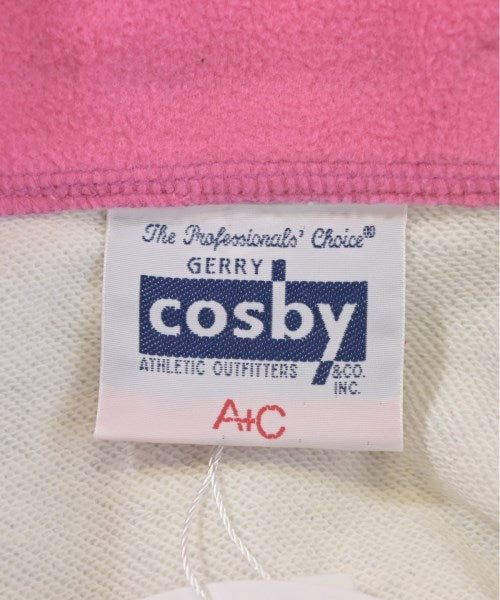 The Professionals' Choice®
GERRY
cosby
ATHLETIC OUTFITTERS &CO.
INC.
A+C